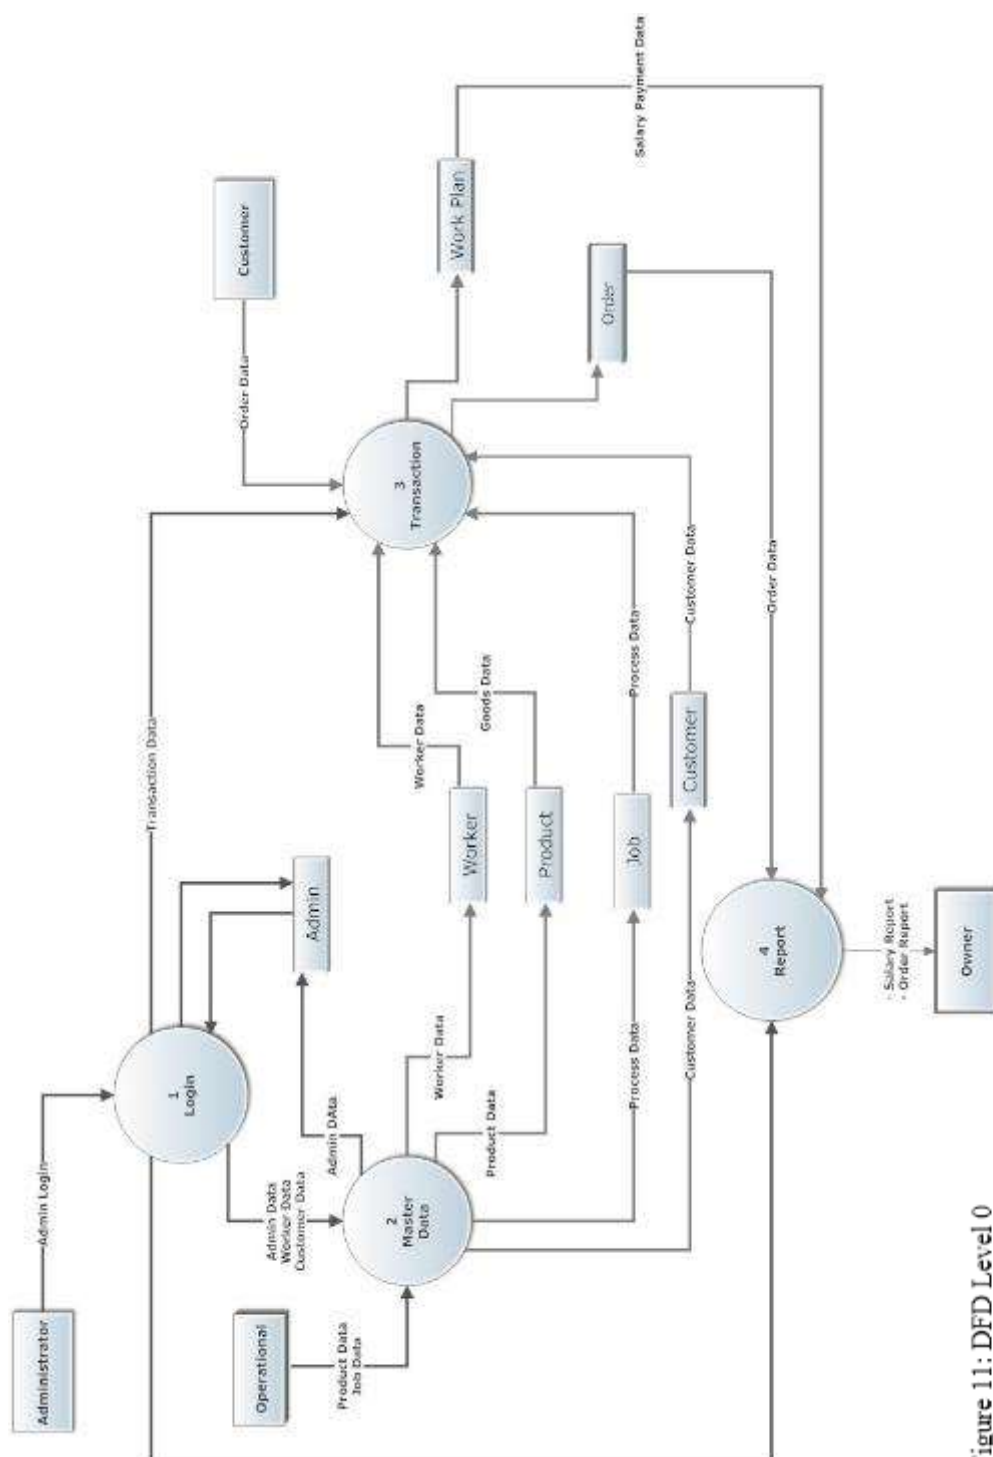 Administrator
Admin Login
1
Login
Transaction Data
Admin
Operational
Product Data
Job Data
Admin Data
Worker Data
Customer Data
Admin DAta
2
Master
Data
Worker Data
Worker
Worker Data
Product Data
Product
Goods Data
Process Data
Job
Process Data
Customer Data
Customer
Customer Data
Customer
Order Data
3
Transaction
Work Plan
Salary Payment Data
Order
Order Data
4
Report
- Salary Report
- Order Report
Owner
igure 11: DFD Level 0